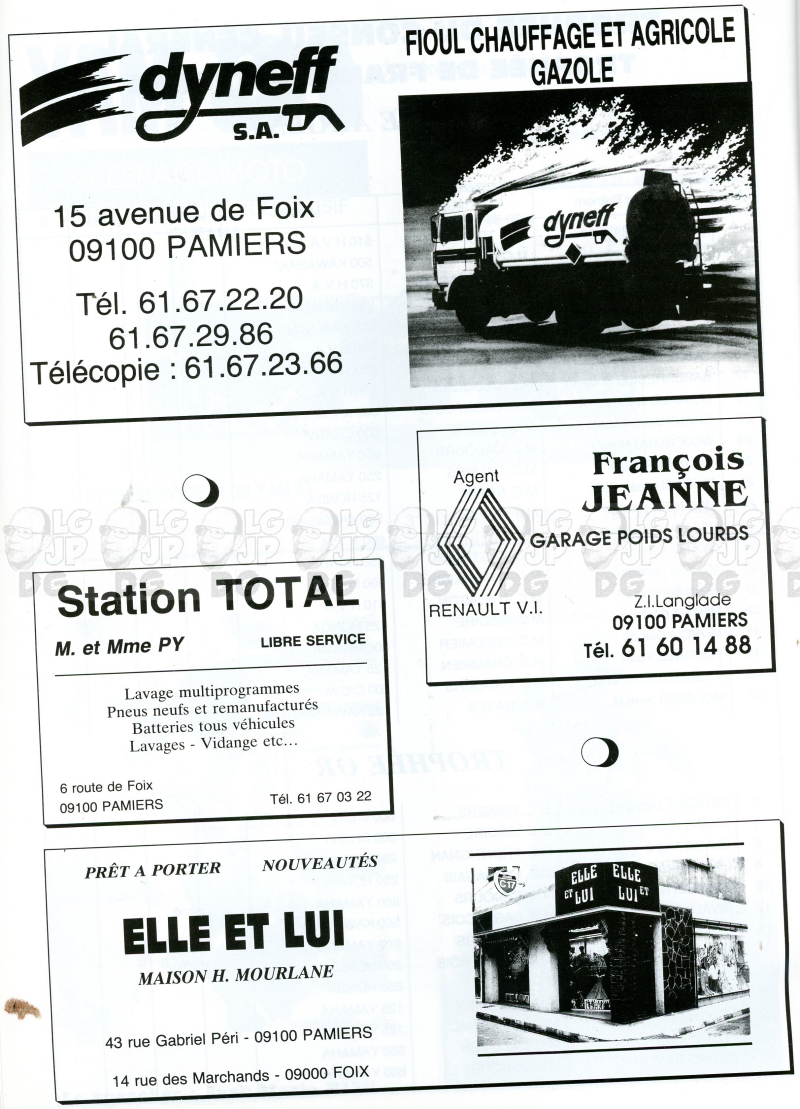 dyneff
S.A.
FIOUL CHAUFFAGE ET AGRICOLE
GAZOLE
15 avenue de Foix
09100 PAMIERS
Tél. 61.67.22.20
61.67.29.86
Télécopie : 61.67.23.66
dyneff
Agent
RENAULT V.I.
François
JEANNE
GARAGE POIDS LOURDS
Z.I.Langlade
09100 PAMIERS
Tél. 61 60 14 88
LG JP DG
Station TOTAL
M. et Mme PY
LIBRE SERVICE
Lavage multiprogrammes
Pneus neufs et remanufacturés
Batteries tous véhicules
Lavages - Vidange etc...
6 route de Foix
09100 PAMIERS
Tél. 61 67 03 22
PRÊT A PORTER NOUVEAUTÉS
ELLE ET LUI
MAISON H. MOURLANE
43 rue Gabriel Péri - 09100 PAMIERS
14 rue des Marchands - 09000 FOIX
C17
ELLE ET LUI
ELLE ET LUI